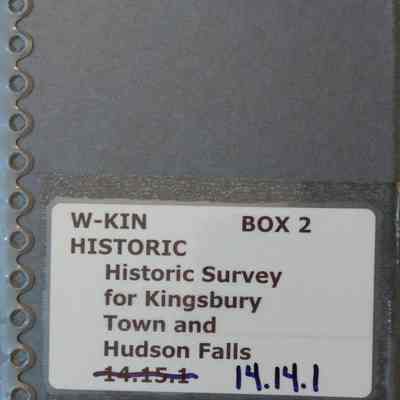 W-KIN BOX 2
HISTORIC
Historic Survey
for Kingsbury
Town and
Hudson Falls
14.15.1 14.14.1